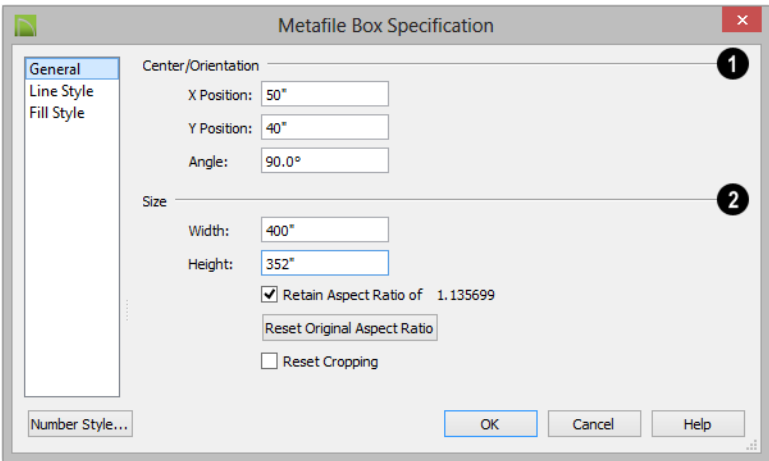 Metafile Box Specification
General
Line Style
Fill Style
Center/Orientation 1
X Position: 50"
Y Position: 40"
Angle: 90.0°
Size 2
Width: 400"
Height: 352"
Retain Aspect Ratio of 1.135699
Reset Original Aspect Ratio
Reset Cropping
Number Style... OK Cancel Help